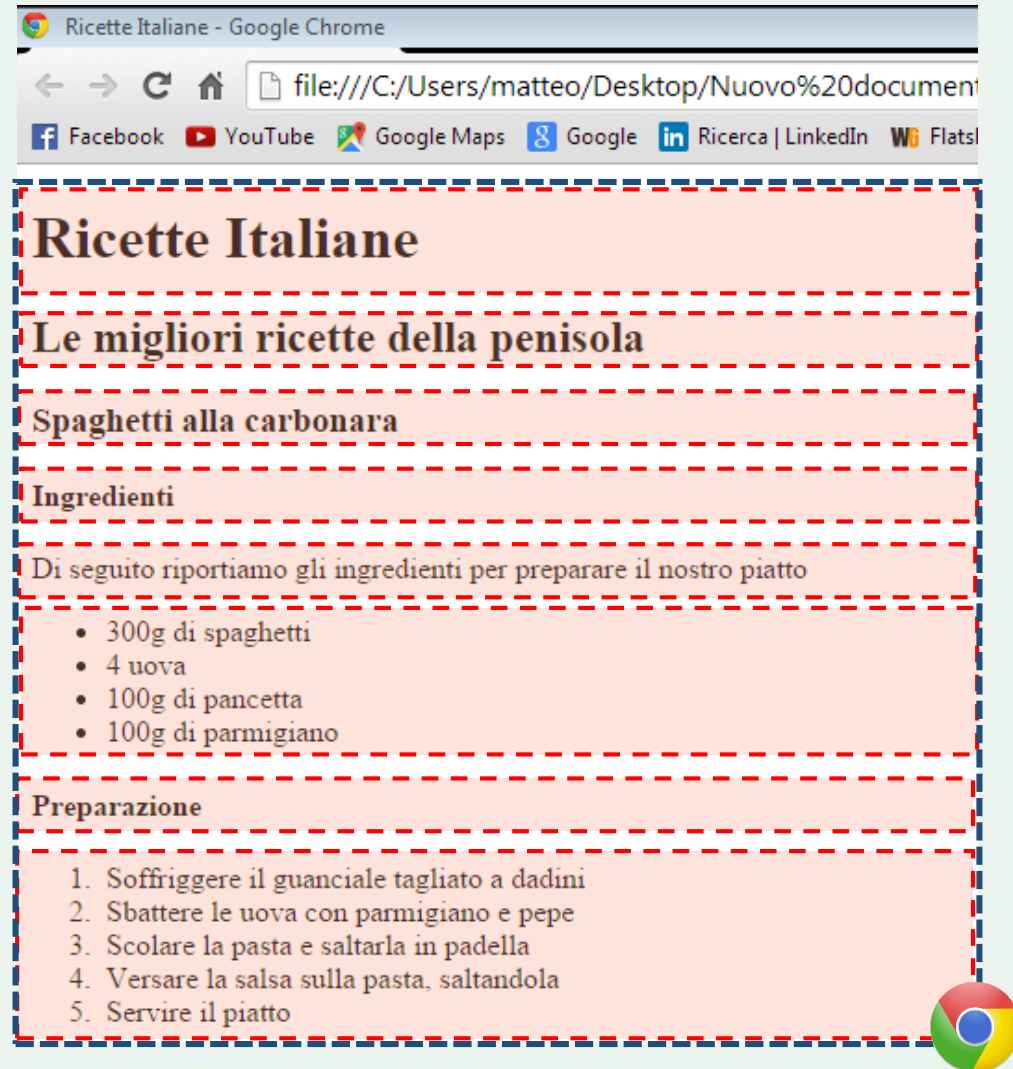 Ricette Italiane - Google Chrome
file:///C:/Users/matteo/Desktop/Nuovo%20document
Facebook YouTube Google Maps Google Ricerca | LinkedIn Flatsl
Ricette Italiane
Le migliori ricette della penisola
Spaghetti alla carbonara
Ingredienti
Di seguito riportiamo gli ingredienti per preparare il nostro piatto
• 300g di spaghetti
• 4 uova
• 100g di pancetta
• 100g di parmigiano
Preparazione
1. Soffriggere il guanciale tagliato a dadini
2. Sbattere le uova con parmigiano e pepe
3. Scolare la pasta e saltarla in padella
4. Versare la salsa sulla pasta, saltandola
5. Servire il piatto